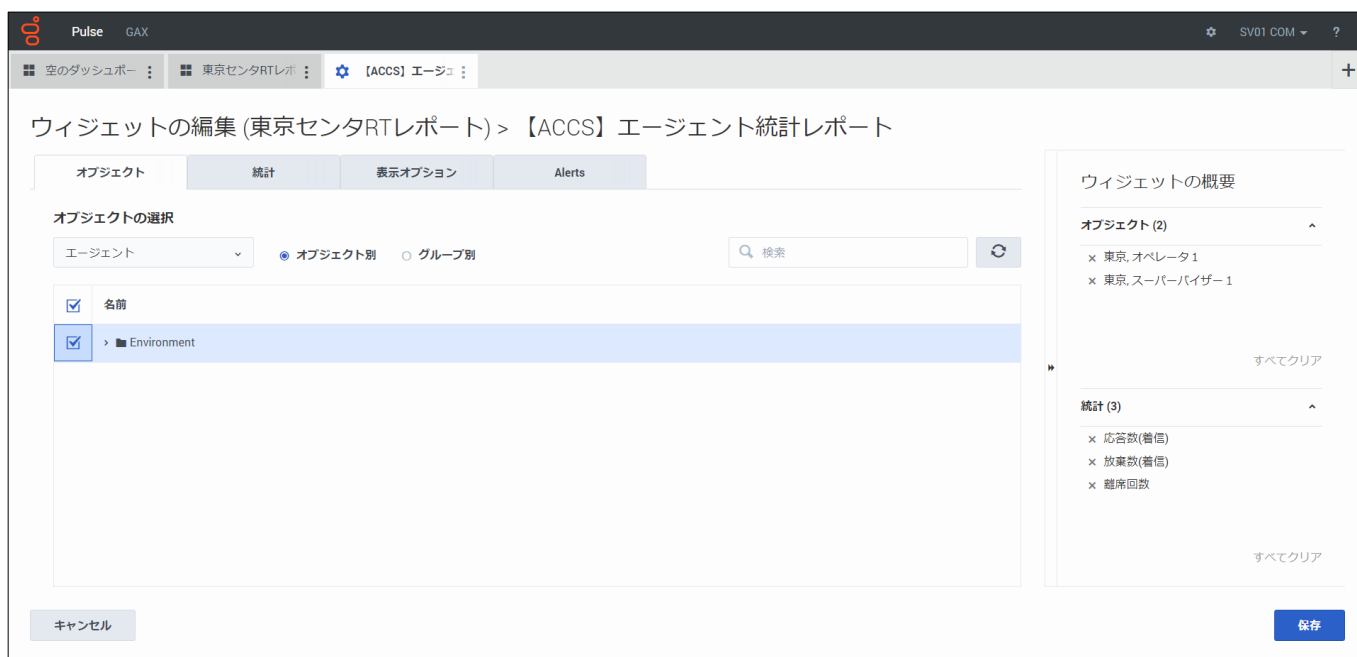 Pulse GAX SV01 COM ?
空のダッシュボー 東京センタRTレポ 【ACCS】エージェ +
ウィジェットの編集 (東京センタRTレポート) > 【ACCS】エージェント統計レポート
オブジェクト 統計 表示オプション Alerts
オブジェクトの選択
エージェント オブジェクト別 グループ別 検索
名前
Environment
ウィジェットの概要
オブジェクト (2)
× 東京, オペレータ 1
× 東京, スーパーバイザー 1
すべてクリア
統計 (3)
× 応答数(着信)
× 放棄数(着信)
× 離席回数
すべてクリア
キャンセル 保存